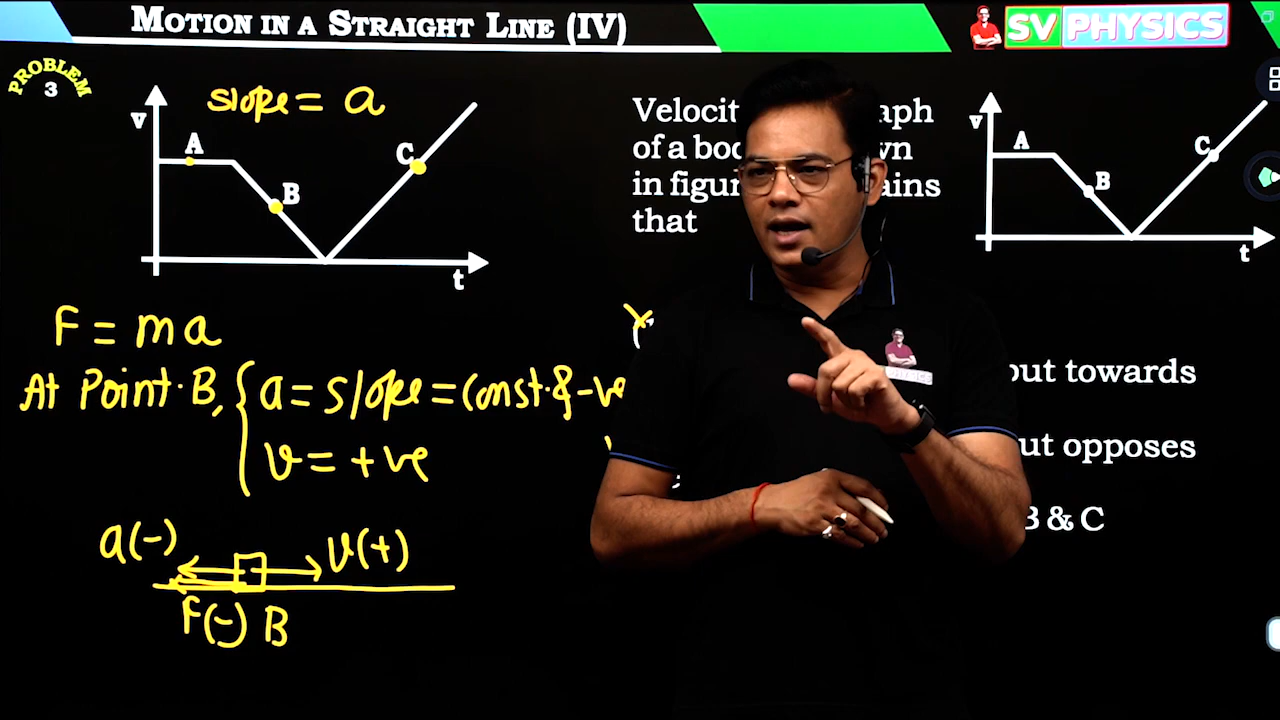 MOTION IN A STRAIGHT LINE (IV)
SV PHYSICS
PROBLEM
3
slope = a
v
A
B
C
t
Velocit aph
of a bo wn
in figur ains
that
v
A
B
C
t
F = ma
At Point B, { a = slope = Const. & -ve
v = +ve
out towards
ut opposes
B & C
a(-)
v(+)
F(-) B